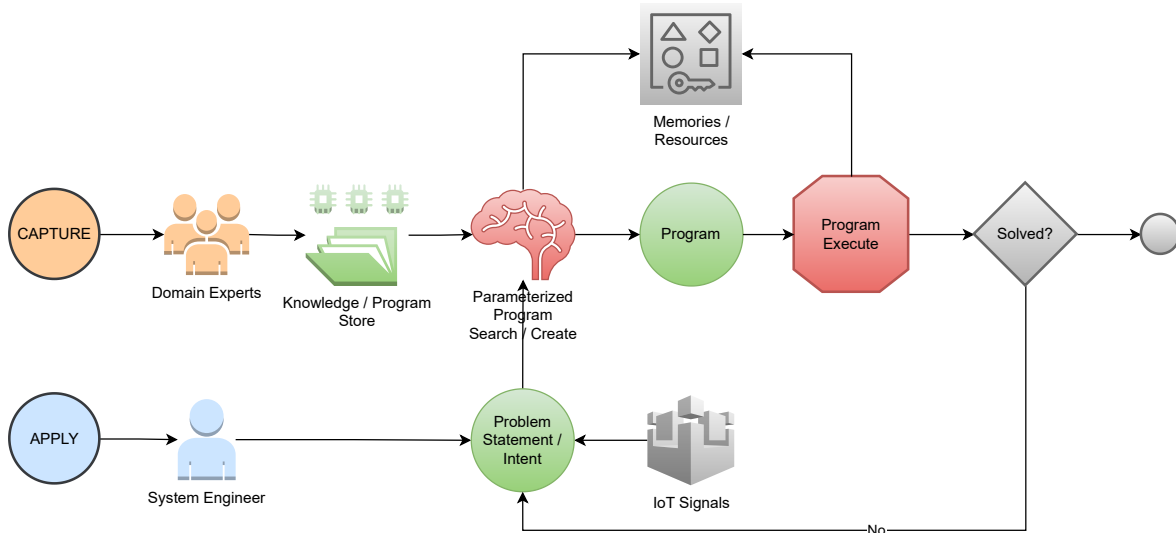 Memories /
Resources
CAPTURE
Domain Experts
Knowledge / Program
Store
Parameterized
Program
Search / Create
Program
Program
Execute
Solved?
APPLY
System Engineer
Problem
Statement /
Intent
IoT Signals
No